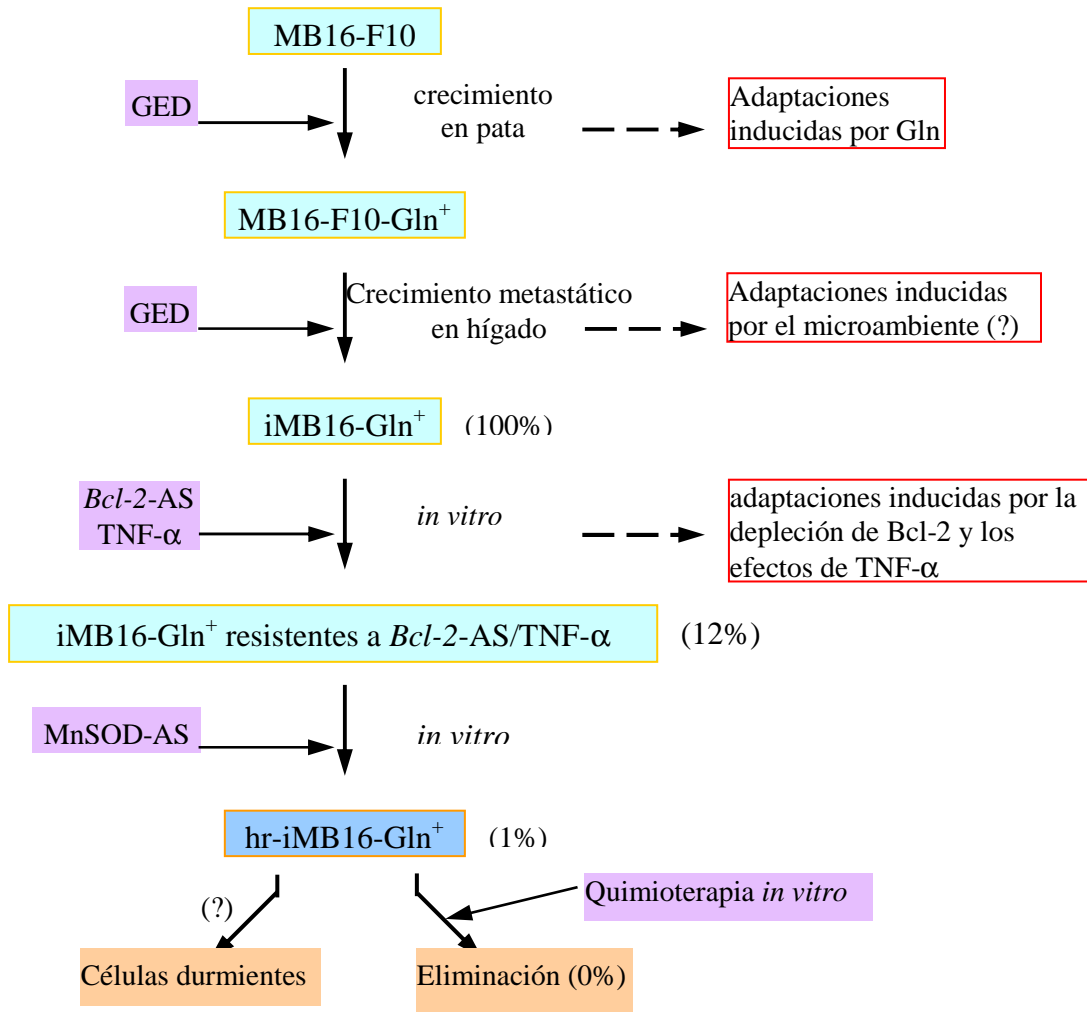 MB16-F10
GED
crecimiento
en pata
Adaptaciones
inducidas por Gln
MB16-F10-Gln⁺
GED
Crecimiento metastático
en hígado
Adaptaciones inducidas
por el microambiente (?)
iMB16-Gln⁺ (100%)
Bcl-2-AS
TNF-α
in vitro
adaptaciones inducidas por la
depleción de Bcl-2 y los
efectos de TNF-α
iMB16-Gln⁺ resistentes a Bcl-2-AS/TNF-α (12%)
MnSOD-AS
in vitro
hr-iMB16-Gln⁺ (1%)
(?)
Quimioterapia in vitro
Células durmientes
Eliminación (0%)